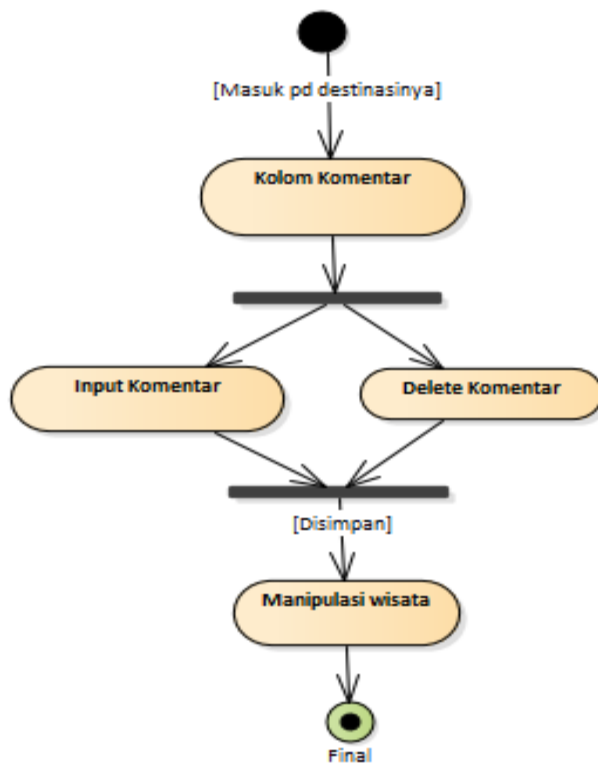 [Masuk pd destinasinya]
Kolom Komentar
Input Komentar
Delete Komentar
[Disimpan]
Manipulasi wisata
Final